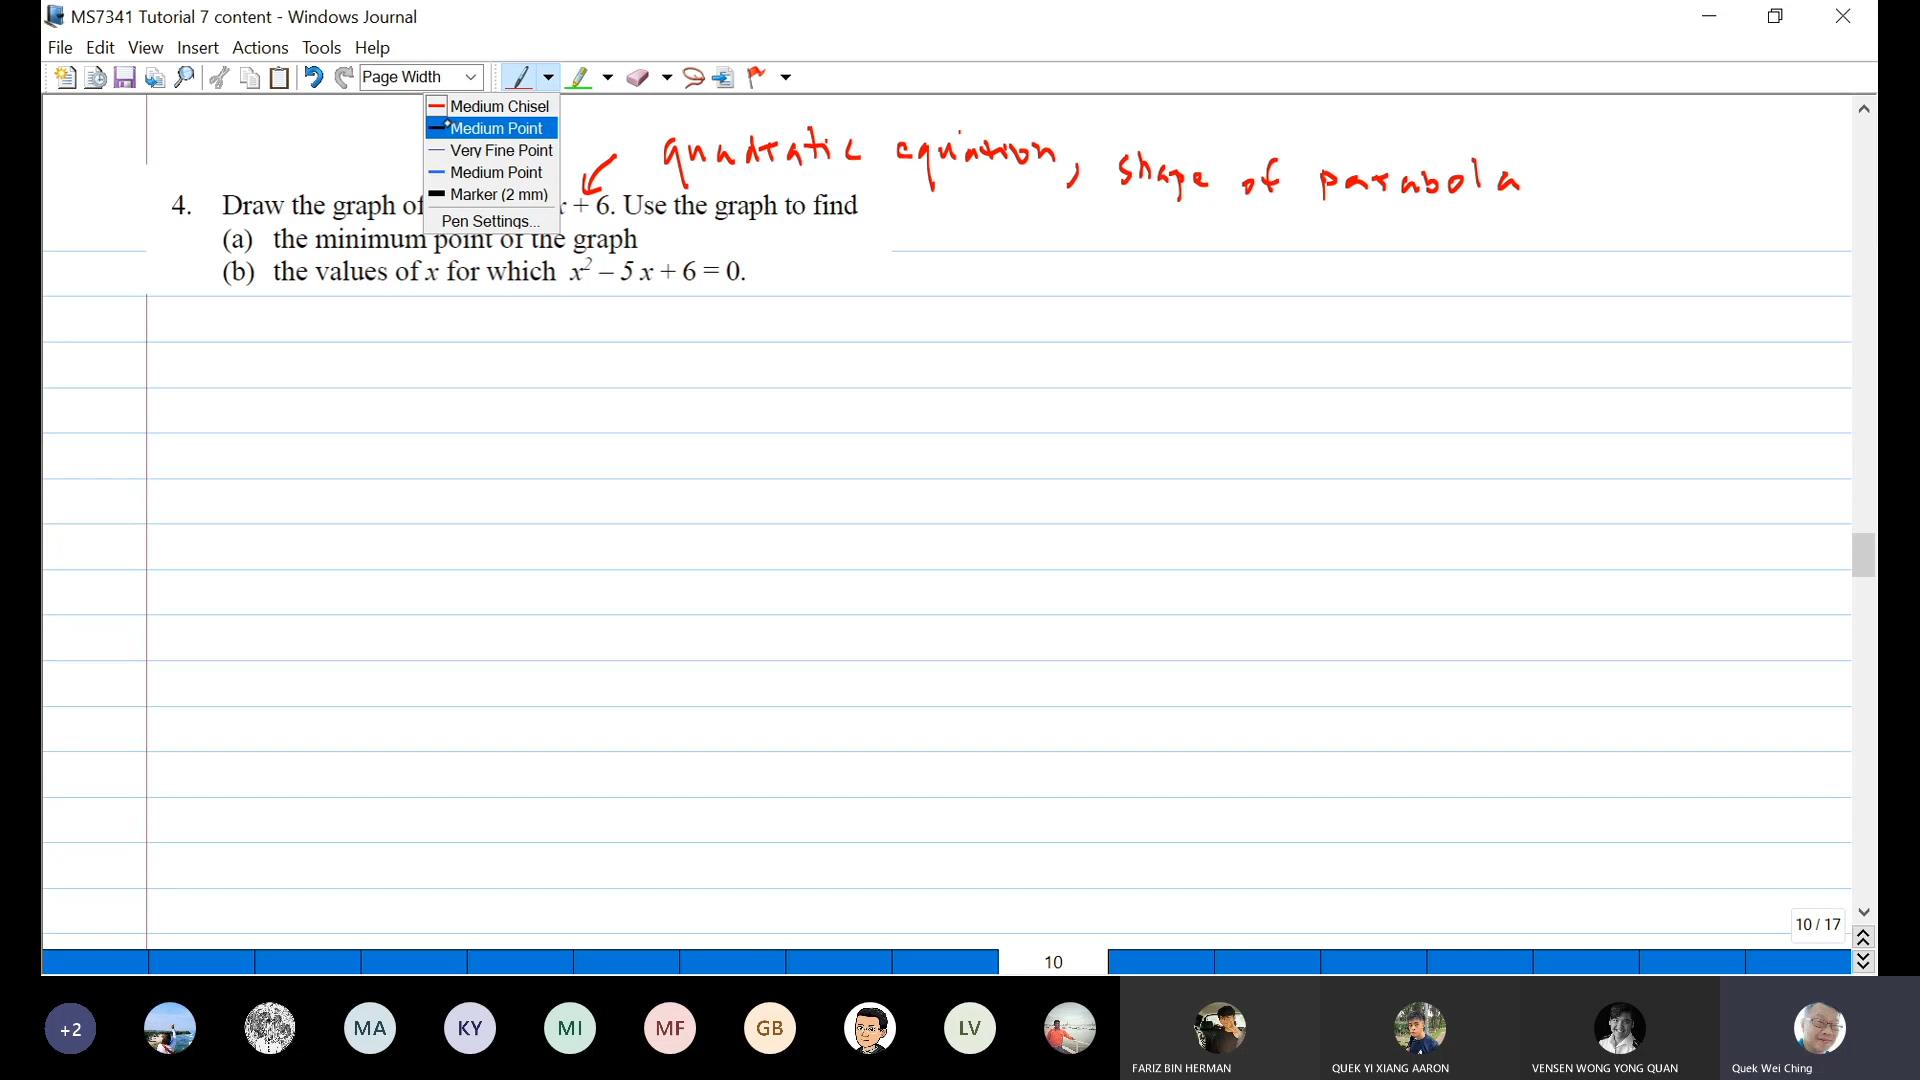 MS7341 Tutorial 7 content - Windows Journal
File Edit View Insert Actions Tools Help
Page Width
Medium Chisel
Medium Point
Very Fine Point
Medium Point
Marker (2 mm)
Pen Settings...
quadratic equation, shape of parabola
4. Draw the graph of x + 6. Use the graph to find
(a) the minimum point of the graph
(b) the values of x for which x² – 5 x + 6 = 0.
10 / 17
10
+2
MA
KY
MI
MF
GB
LV
FARIZ BIN HERMAN
QUEK YI XIANG AARON
VENSEN WONG YONG QUAN
Quek Wei Ching